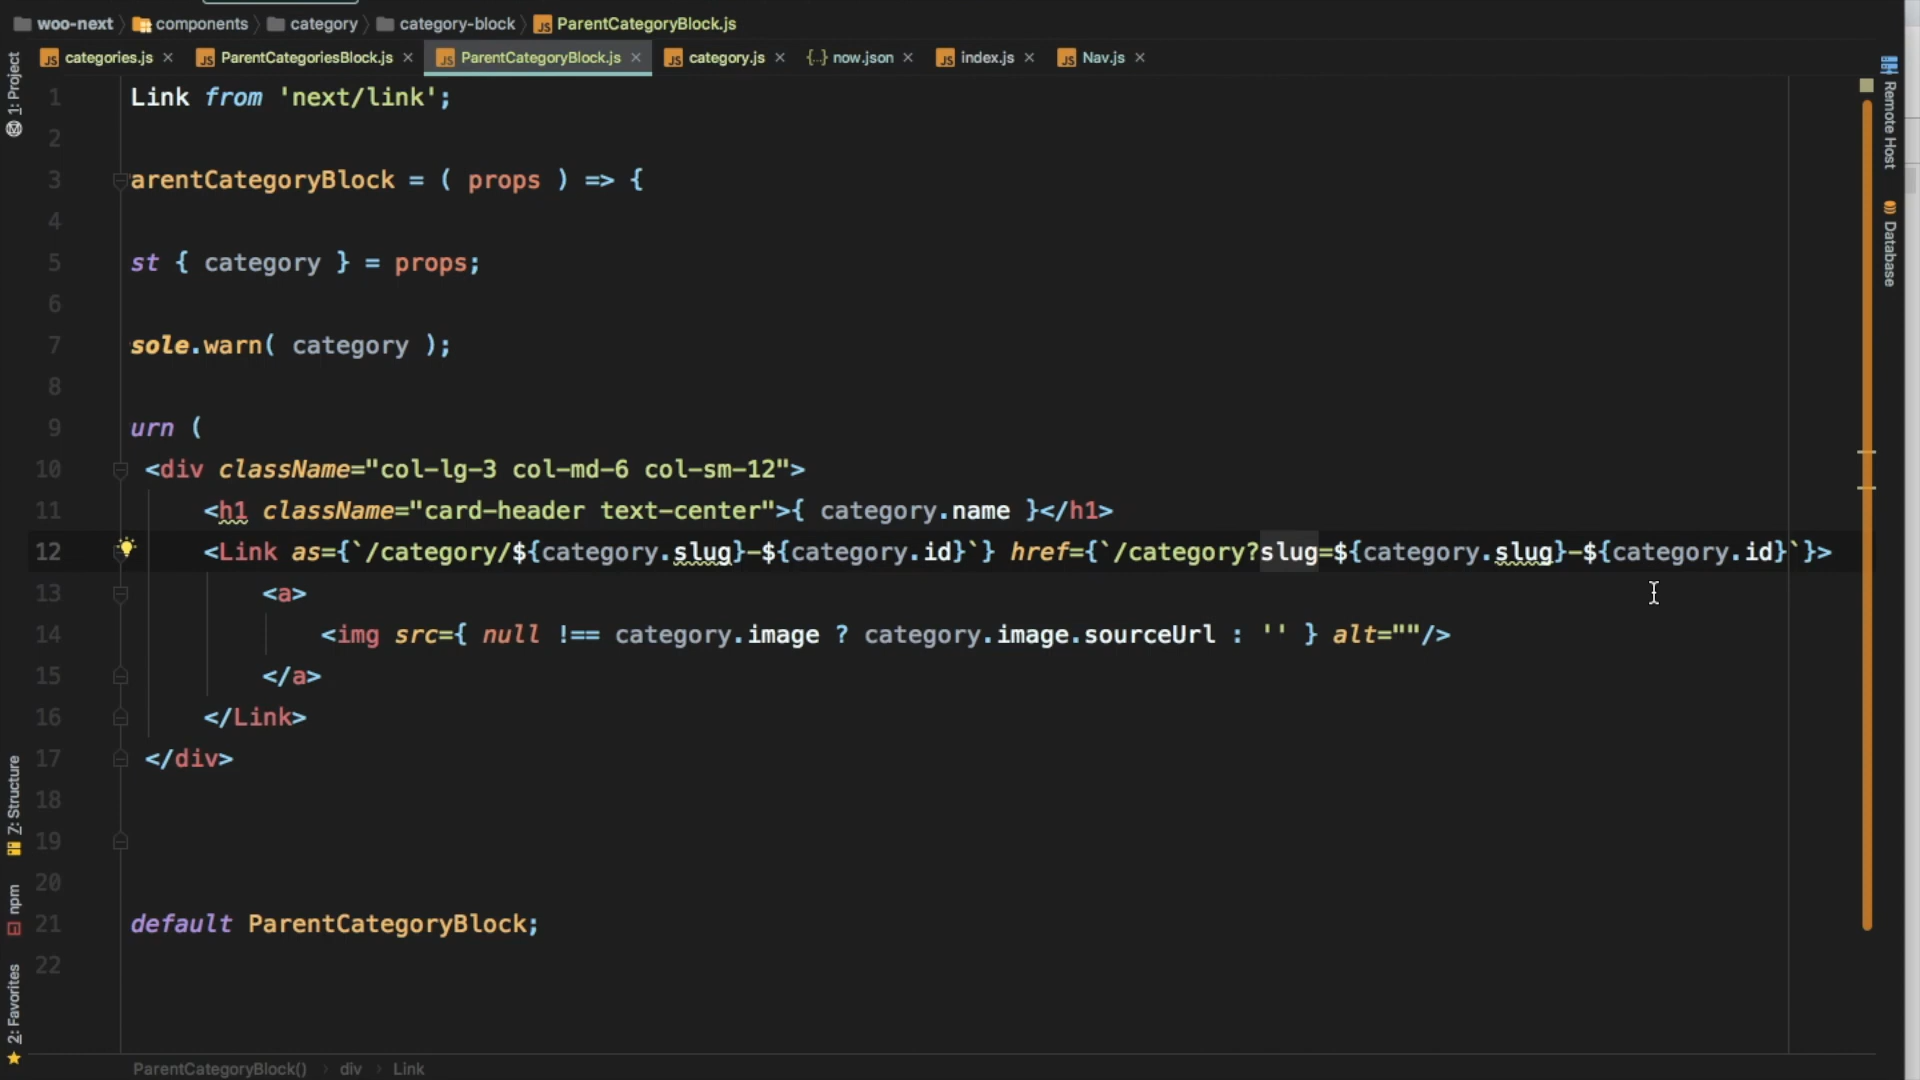 woo-next components category category-block ParentCategoryBlock.js
categories.js ParentCategoriesBlock.js ParentCategoryBlock.js category.js now.json index.js Nav.js
1: Project
Remote Host
Database
7: Structure
npm
2: Favorites
1 Link from 'next/link';
2
3 arentCategoryBlock = ( props ) => {
4
5 st { category } = props;
6
7 sole.warn( category );
8
9 urn (
10 <div className="col-lg-3 col-md-6 col-sm-12">
11 <h1 className="card-header text-center">{ category.name }</h1>
12 <Link as={`/category/${category.slug}-${category.id}`} href={`/category?slug=${category.slug}-${category.id}`}>
13 <a>
14 <img src={ null !== category.image ? category.image.sourceUrl : '' } alt=""/>
15 </a>
16 </Link>
17 </div>
18
19
20
21 default ParentCategoryBlock;
22
ParentCategoryBlock() › div › Link